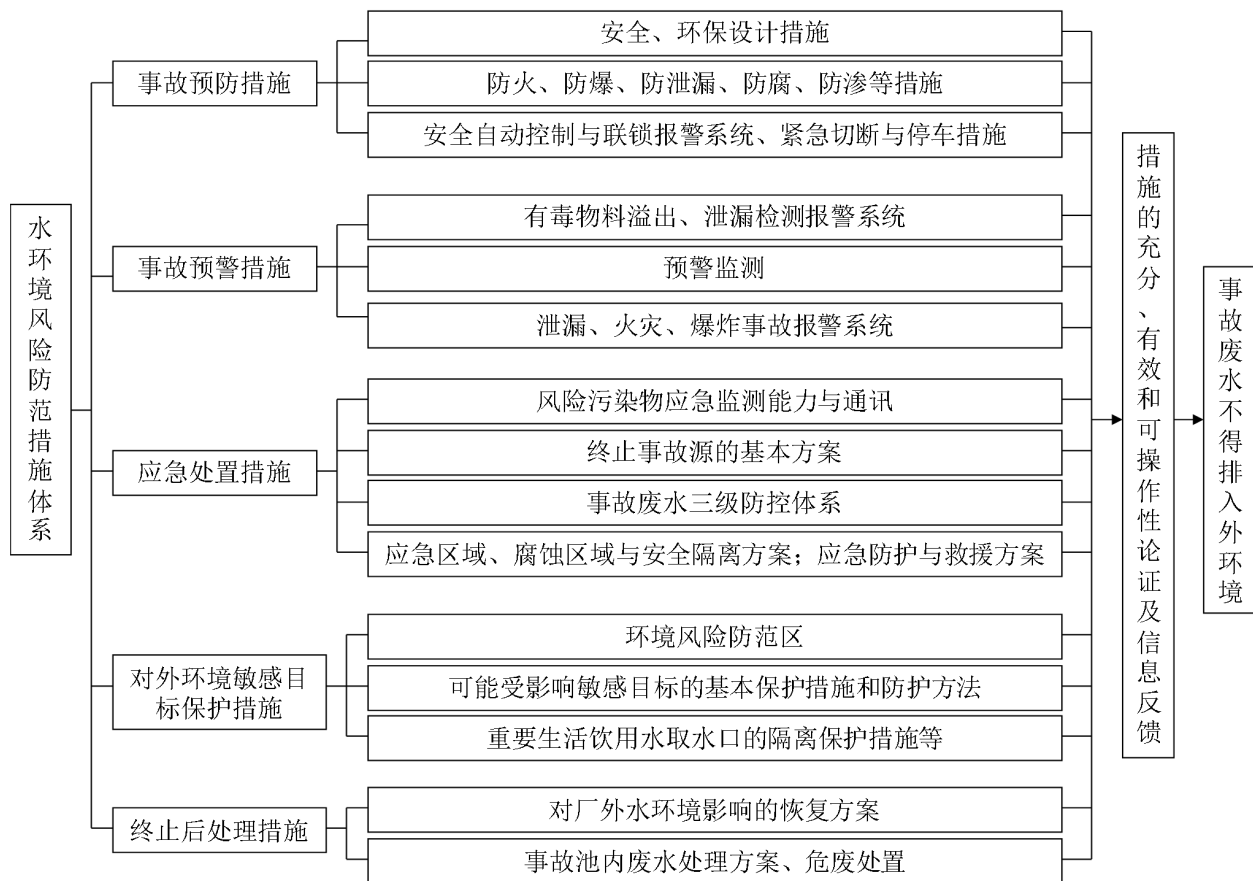 水环境风险防范措施体系
事故预防措施
安全、环保设计措施
防火、防爆、防泄漏、防腐、防渗等措施
安全自动控制与联锁报警系统、紧急切断与停车措施
事故预警措施
有毒物料溢出、泄漏检测报警系统
预警监测
泄漏、火灾、爆炸事故报警系统
应急处置措施
风险污染物应急监测能力与通讯
终止事故源的基本方案
事故废水三级防控体系
应急区域、腐蚀区域与安全隔离方案；应急防护与救援方案
对外环境敏感目
标保护措施
环境风险防范区
可能受影响敏感目标的基本保护措施和防护方法
重要生活饮用水取水口的隔离保护措施等
终止后处理措施
对厂外水环境影响的恢复方案
事故池内废水处理方案、危废处置
措施的充分、有效和可操作性论证及信息反馈
事故废水不得排入外环境